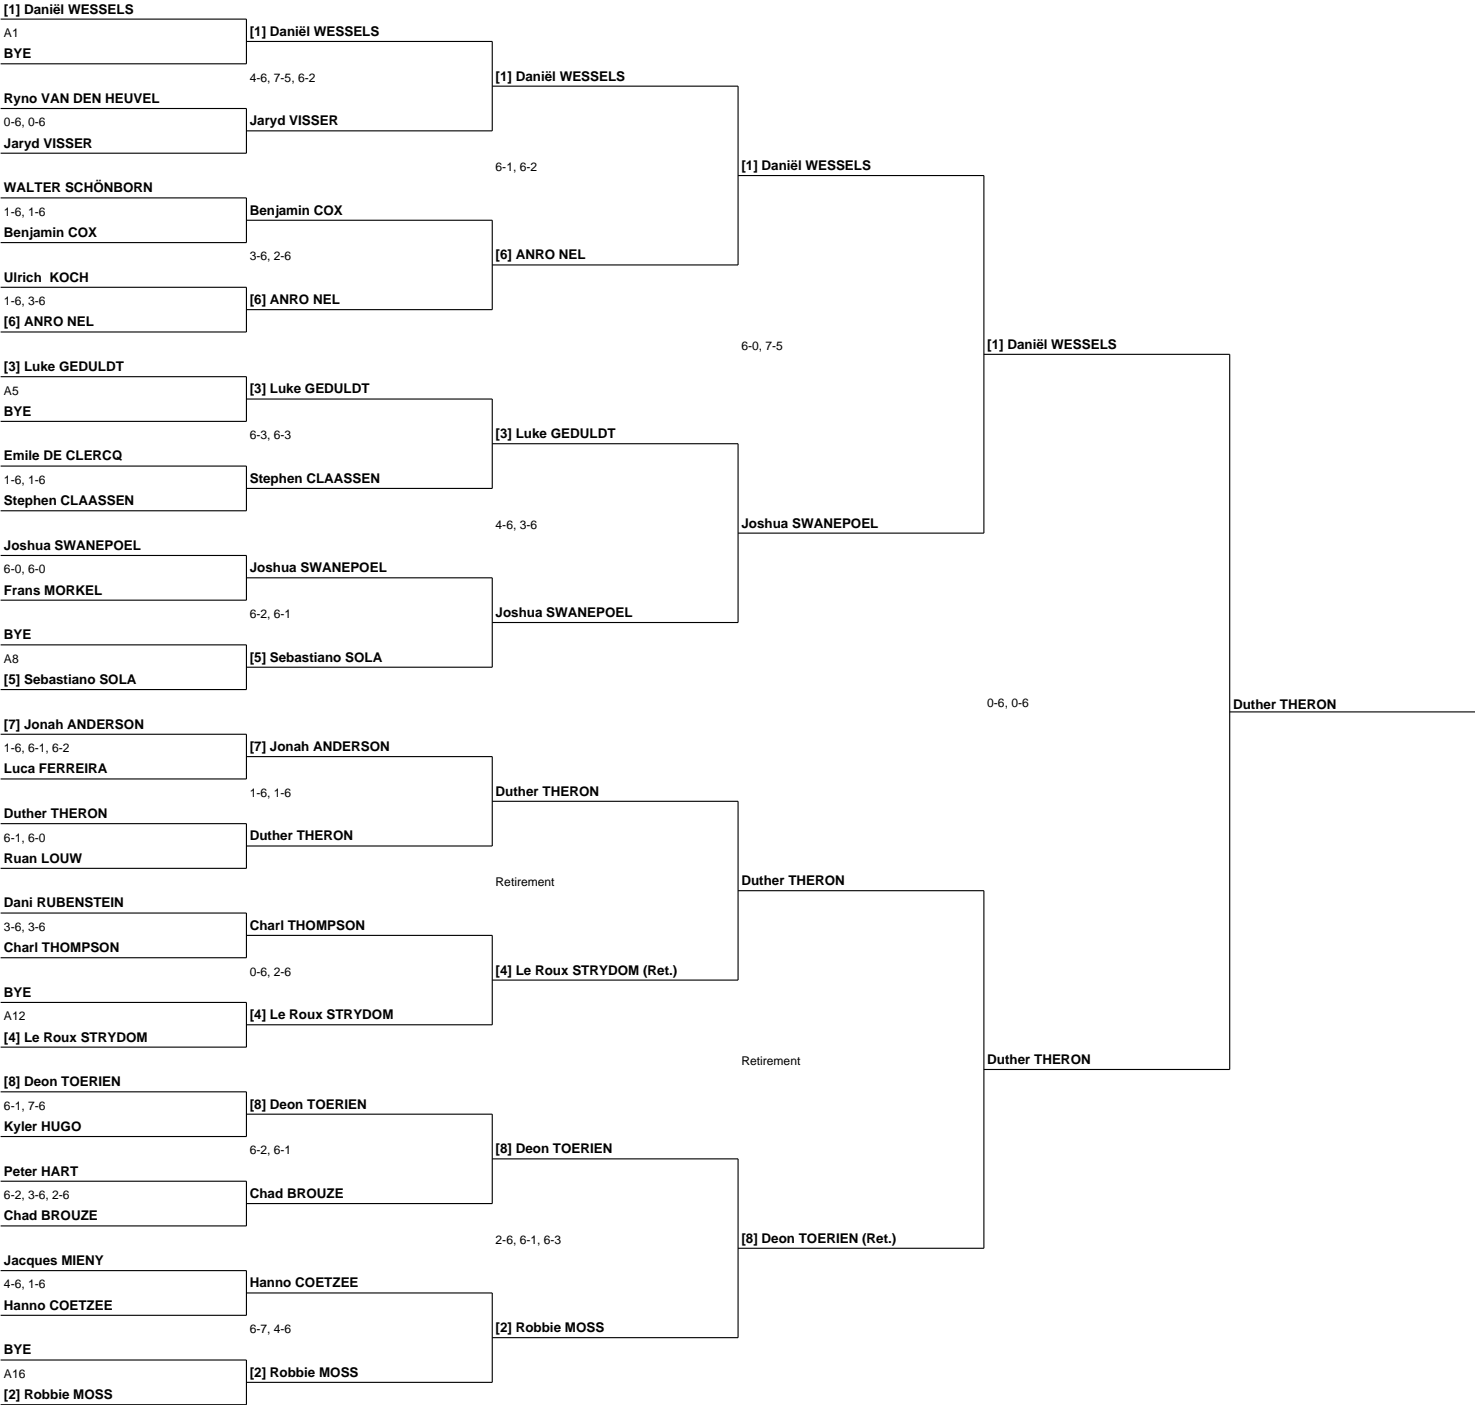 [1] Daniël WESSELS
A1
BYE
Ryno VAN DEN HEUVEL
0-6, 0-6
Jaryd VISSER
WALTER SCHÖNBORN
1-6, 1-6
Benjamin COX
Ulrich  KOCH
1-6, 3-6
[6] ANRO NEL
[3] Luke GEDULDT
A5
BYE
Emile DE CLERCQ
1-6, 1-6
Stephen CLAASSEN
Joshua SWANEPOEL
6-0, 6-0
Frans MORKEL
BYE
A8
[5] Sebastiano SOLA
[7] Jonah ANDERSON
1-6, 6-1, 6-2
Luca FERREIRA
Duther THERON
6-1, 6-0
Ruan LOUW
Dani RUBENSTEIN
3-6, 3-6
Charl THOMPSON
BYE
A12
[4] Le Roux STRYDOM
[8] Deon TOERIEN
6-1, 7-6
Kyler HUGO
Peter HART
6-2, 3-6, 2-6
Chad BROUZE
Jacques MIENY
4-6, 1-6
Hanno COETZEE
BYE
A16
[2] Robbie MOSS
[1] Daniël WESSELS
4-6, 7-5, 6-2
Jaryd VISSER
Benjamin COX
3-6, 2-6
[6] ANRO NEL
[3] Luke GEDULDT
6-3, 6-3
Stephen CLAASSEN
Joshua SWANEPOEL
6-2, 6-1
[5] Sebastiano SOLA
[7] Jonah ANDERSON
1-6, 1-6
Duther THERON
Charl THOMPSON
0-6, 2-6
[4] Le Roux STRYDOM
[8] Deon TOERIEN
6-2, 6-1
Chad BROUZE
Hanno COETZEE
6-7, 4-6
[2] Robbie MOSS
[1] Daniël WESSELS
6-1, 6-2
[6] ANRO NEL
[3] Luke GEDULDT
4-6, 3-6
Joshua SWANEPOEL
Duther THERON
Retirement
[4] Le Roux STRYDOM (Ret.)
[8] Deon TOERIEN
2-6, 6-1, 6-3
[2] Robbie MOSS
[1] Daniël WESSELS
6-0, 7-5
Joshua SWANEPOEL
Duther THERON
Retirement
[8] Deon TOERIEN (Ret.)
[1] Daniël WESSELS
0-6, 0-6
Duther THERON
Duther THERON